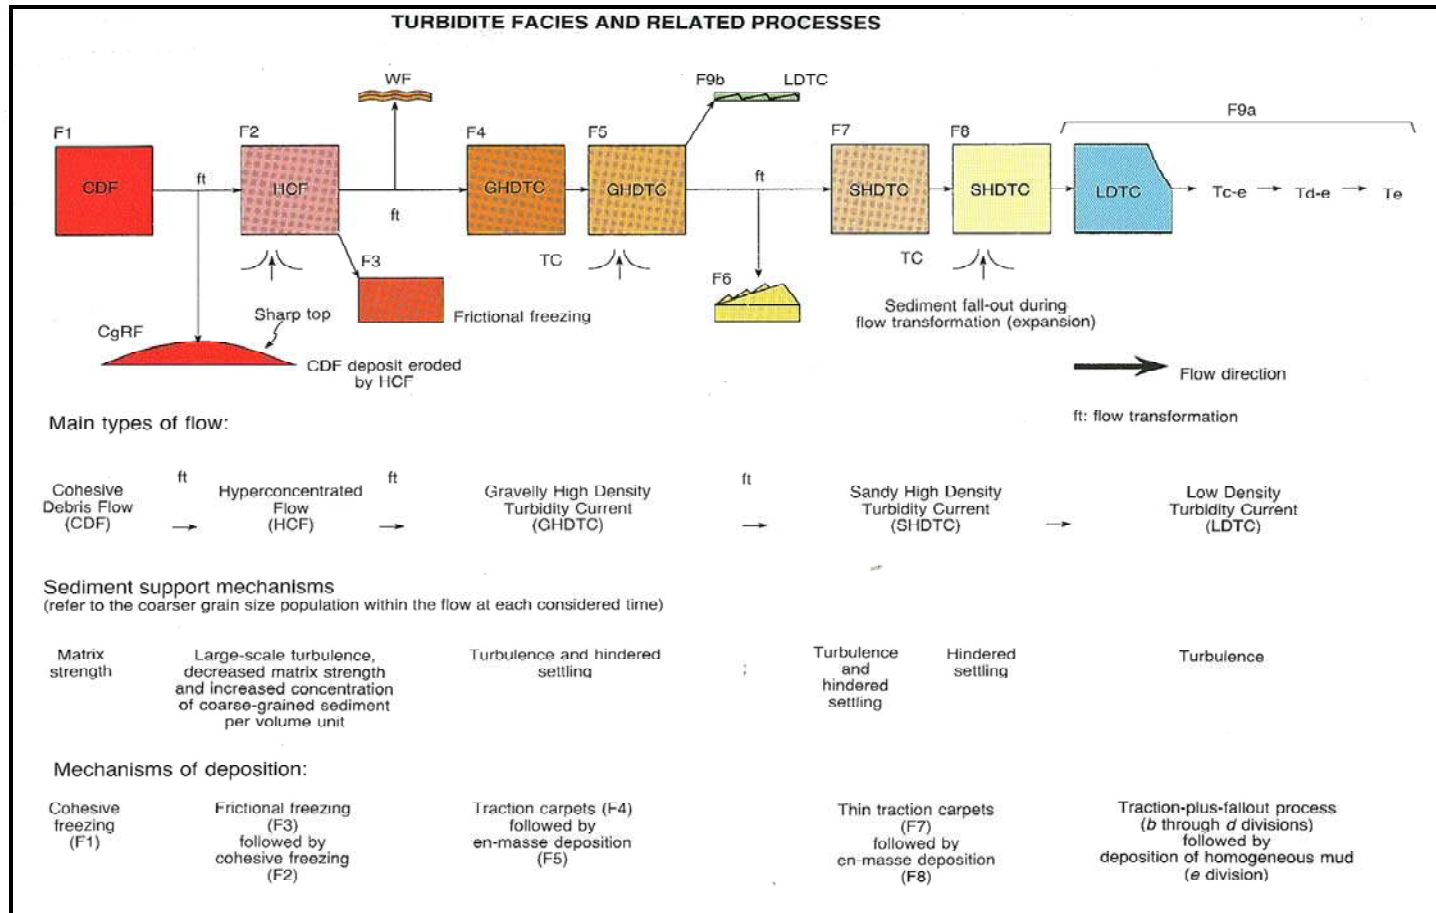 TURBIDITE FACIES AND RELATED PROCESSES
WF
F9b
LDTC
F9a
F1
F2
F4
F5
F7
F8
CDF
ft
HCF
ft
GHDTC
GHDTC
ft
SHDTC
SHDTC
LDTC
Tc-e
Td-e
Te
F3
TC
F6
TC
Sharp top
CgRF
Frictional freezing
Sediment fall-out during
flow transformation (expansion)
CDF deposit eroded
by HCF
Flow direction
ft: flow transformation
Main types of flow:
ft
ft
ft
Cohesive
Debris Flow
(CDF)
Hyperconcentrated
Flow
(HCF)
Gravelly High Density
Turbidity Current
(GHDTC)
Sandy High Density
Turbidity Current
(SHDTC)
Low Density
Turbidity Current
(LDTC)
Sediment support mechanisms
(refer to the coarser grain size population within the flow at each considered time)
Matrix
strength
Large-scale turbulence,
decreased matrix strength
and increased concentration
of coarse-grained sediment
per volume unit
Turbulence and hindered
settling
;
Turbulence
and
hindered
settling
Hindered
settling
Turbulence
Mechanisms of deposition:
Cohesive
freezing
(F1)
Frictional freezing
(F3)
followed by
cohesive freezing
(F2)
Traction carpets (F4)
followed by
en-masse deposition
(F5)
Thin traction carpets
(F7)
followed by
en-masse deposition
(F8)
Traction-plus-fallout process
(b through d divisions)
followed by
deposition of homogeneous mud
(e division)